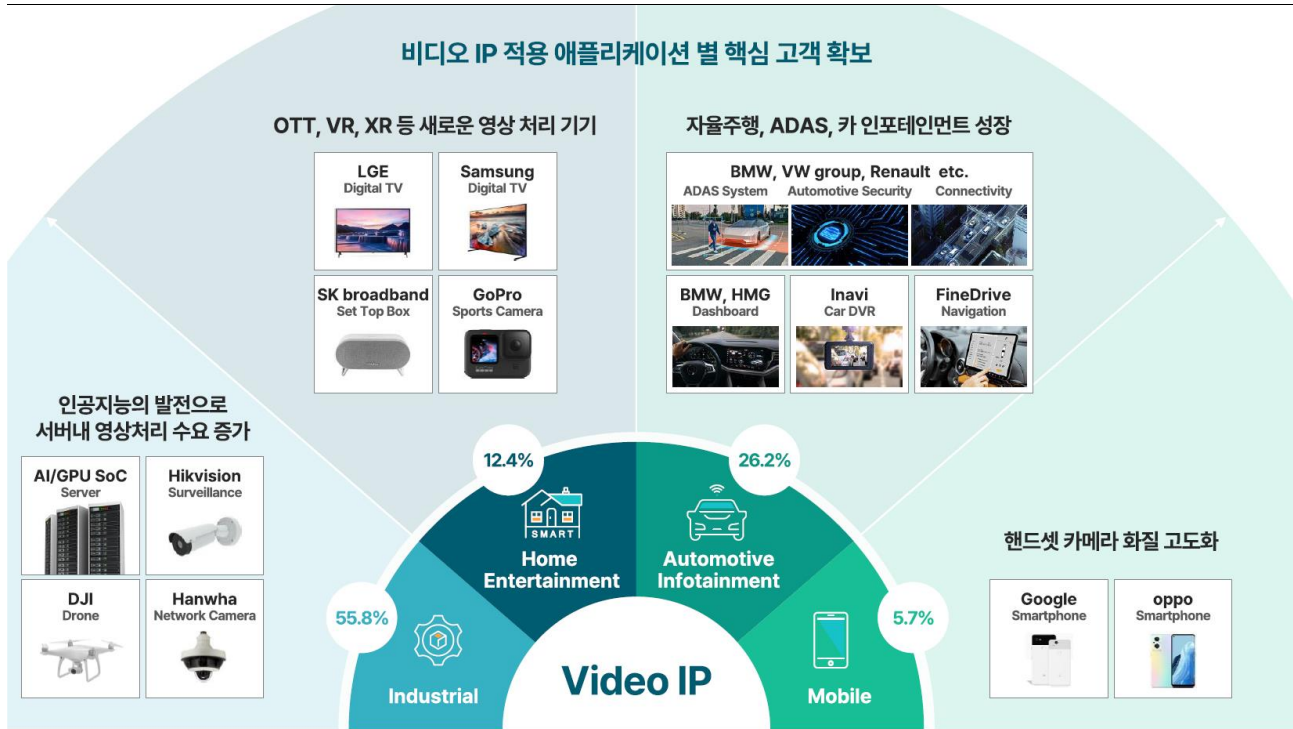 비디오 IP 적용 애플리케이션 별 핵심 고객 확보
OTT, VR, XR 등 새로운 영상 처리 기기
LGE
Digital TV
Samsung
Digital TV
SK broadband
Set Top Box
GoPro
Sports Camera
자율주행, ADAS, 카 인포테인먼트 성장
BMW, VW group, Renault etc.
ADAS System
Automotive Security
Connectivity
BMW, HMG
Dashboard
Inavi
Car DVR
FineDrive
Navigation
인공지능의 발전으로
서버내 영상처리 수요 증가
AI/GPU SoC
Server
Hikvision
Surveillance
DJI
Drone
Hanwha
Network Camera
핸드셋 카메라 화질 고도화
Google
Smartphone
oppo
Smartphone
55.8%
Industrial
12.4%
SMART
Home
Entertainment
26.2%
Automotive
Infotainment
5.7%
Mobile
Video IP